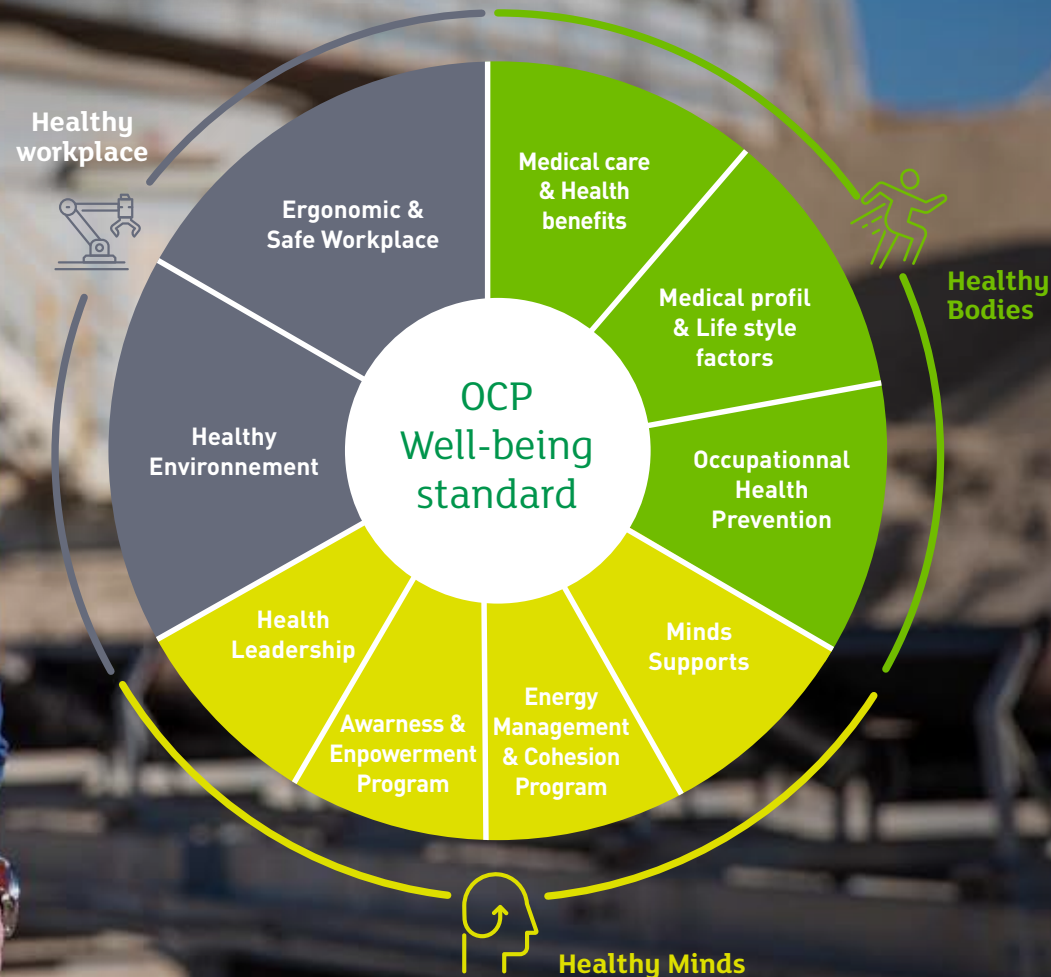 Healthy
workplace
Ergonomic &
Safe Workplace
Medical care
& Health
benefits
Medical profil
& Life style
factors
Healthy
Bodies
OCP
Well-being
standard
Healthy
Environnement
Occupationnal
Health
Prevention
Health
Leadership
Minds
Supports
Awarness &
Enpowerment
Program
Energy
Management
& Cohesion
Program
Healthy Minds